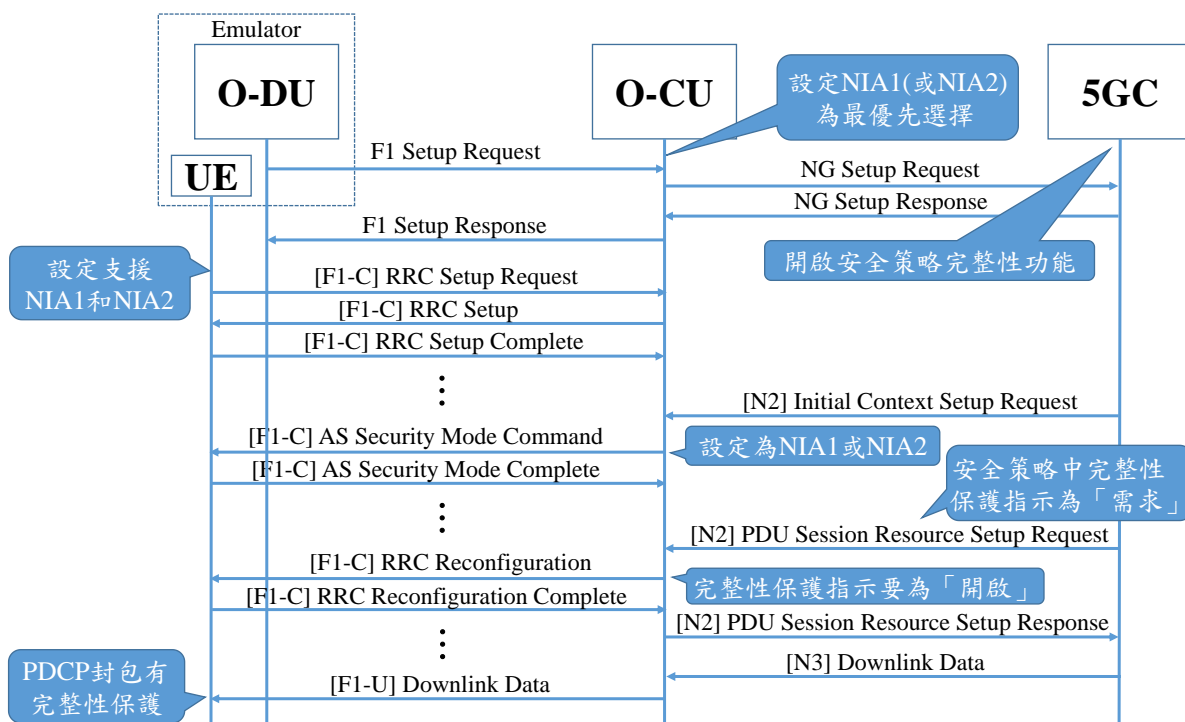 Emulator
O-DU
O-CU
5GC
設定NIA1(或NIA2)
為最優先選擇
F1 Setup Request
UE
NG Setup Request
NG Setup Response
F1 Setup Response
開啟安全策略完整性功能
設定支援
NIA1和NIA2
[F1-C] RRC Setup Request
[F1-C] RRC Setup
[F1-C] RRC Setup Complete
[N2] Initial Context Setup Request
[F1-C] AS Security Mode Command
設定為NIA1或NIA2
[F1-C] AS Security Mode Complete
安全策略中完整性
保護指示為「需求」
[N2] PDU Session Resource Setup Request
[F1-C] RRC Reconfiguration
完整性保護指示要為「開啟」
[F1-C] RRC Reconfiguration Complete
[N2] PDU Session Resource Setup Response
[N3] Downlink Data
PDCP封包有
完整性保護
[F1-U] Downlink Data